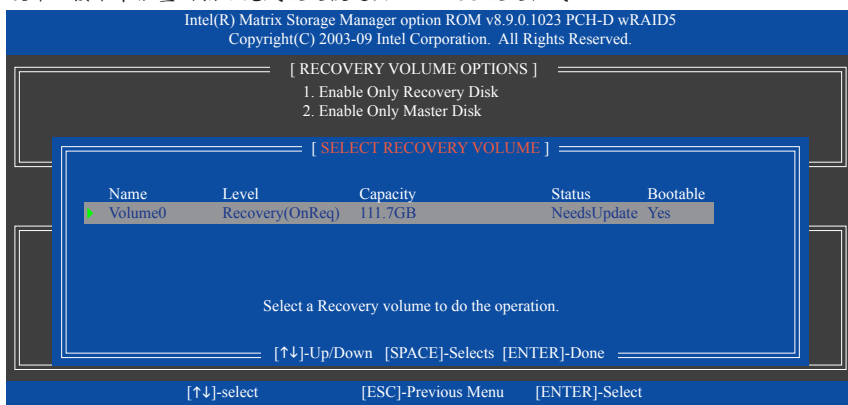 Intel(R) Matrix Storage Manager option ROM v8.9.0.1023 PCH-D wRAID5
Copyright(C) 2003-09 Intel Corporation. All Rights Reserved.
[ RECOVERY VOLUME OPTIONS ]
1. Enable Only Recovery Disk
2. Enable Only Master Disk
[ SELECT RECOVERY VOLUME ]
Name Level Capacity Status Bootable
Volume0 Recovery(OnReq) 111.7GB NeedsUpdate Yes
Select a Recovery volume to do the operation.
[↑↓]-Up/Down [SPACE]-Selects [ENTER]-Done
[↑↓]-select [ESC]-Previous Menu [ENTER]-Select